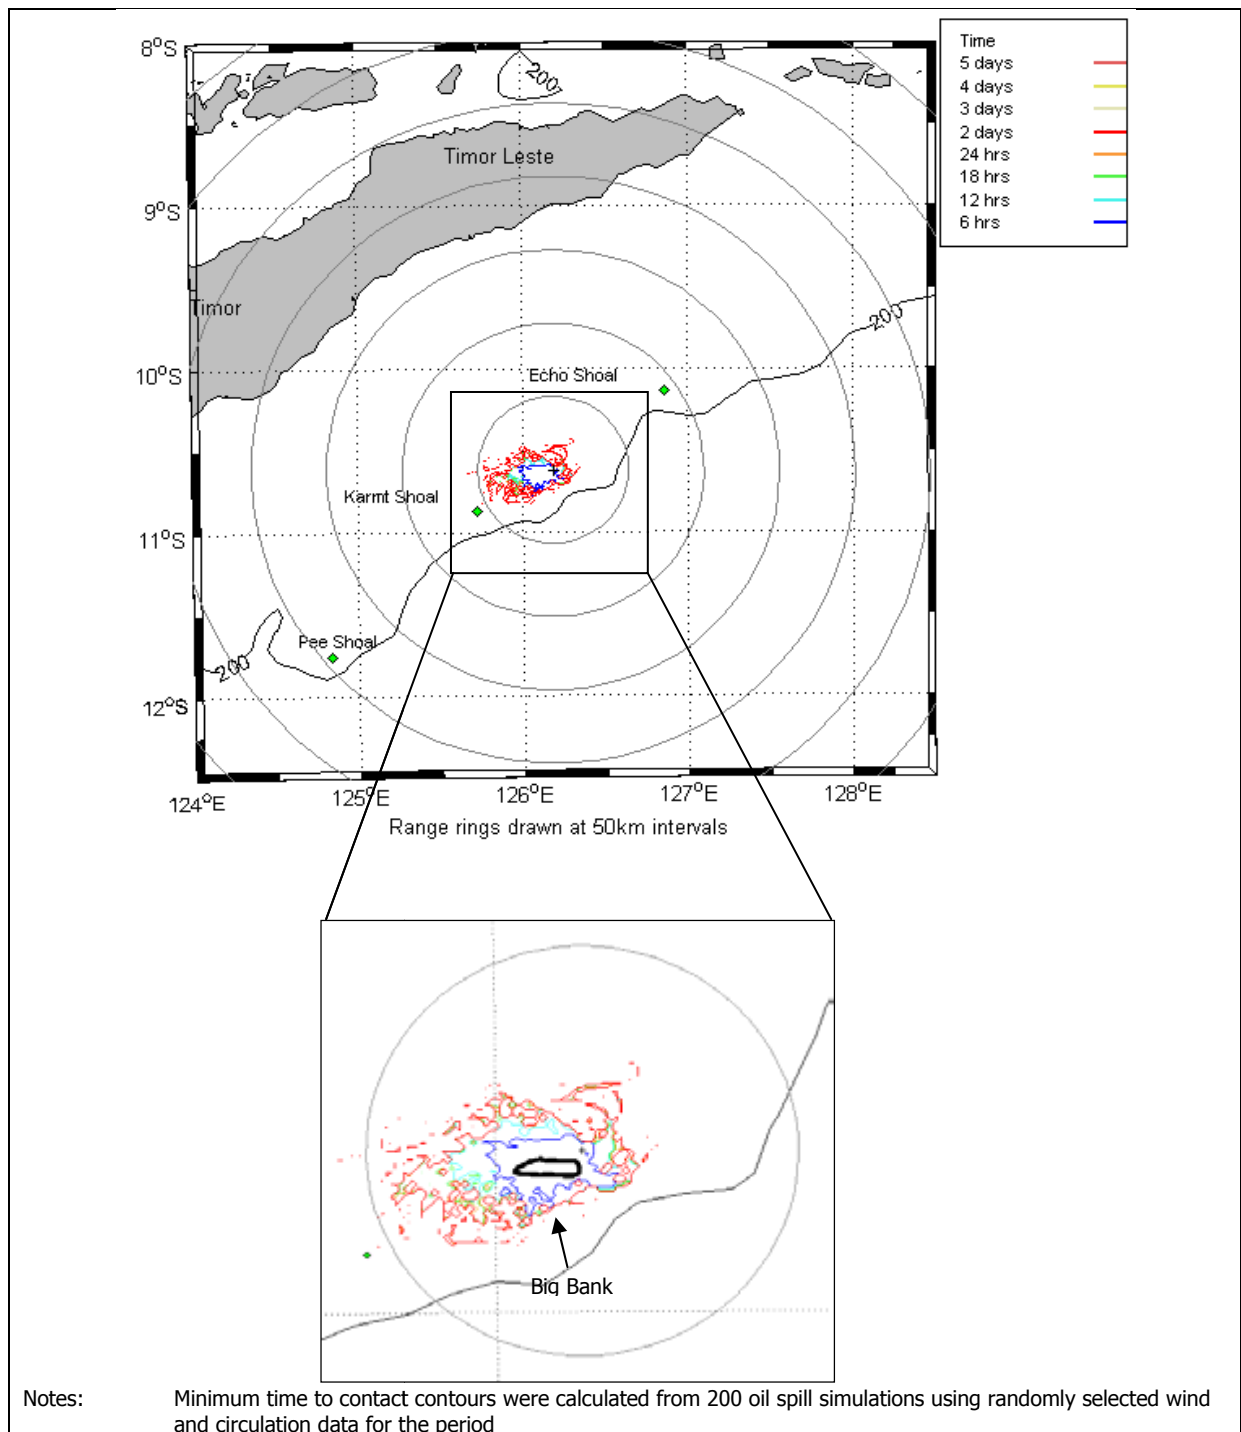 Time
5 days
4 days
3 days
2 days
24 hrs
18 hrs
12 hrs
6 hrs
8°S
200
Timor Leste
9°S
Timor
200
10°S
Echo Shoal
Karmt Shoal
11°S
Pee Shoal
200
12°S
124°E
125°E
126°E
127°E
128°E
Range rings drawn at 50km intervals
Big Bank
Notes: Minimum time to contact contours were calculated from 200 oil spill simulations using randomly selected wind
and circulation data for the period